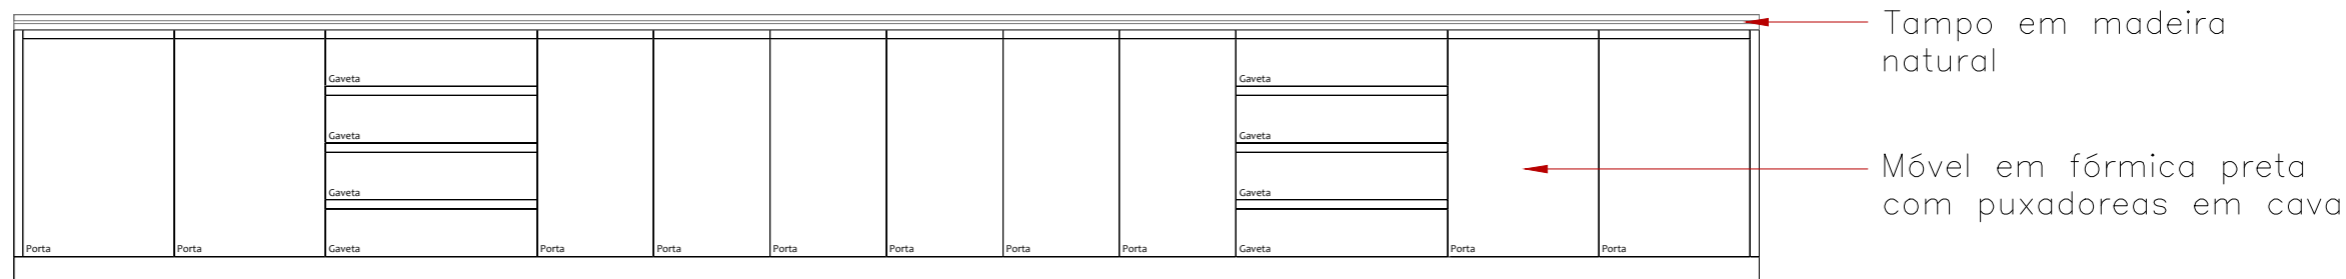 Tampo em madeira
natural
Gaveta Gaveta
Gaveta Gaveta
Móvel em fórmica preta
com puxadoreas em cava
Gaveta Gaveta
Porta Porta Gaveta Porta Porta Porta Porta Porta Porta Gaveta Porta Porta